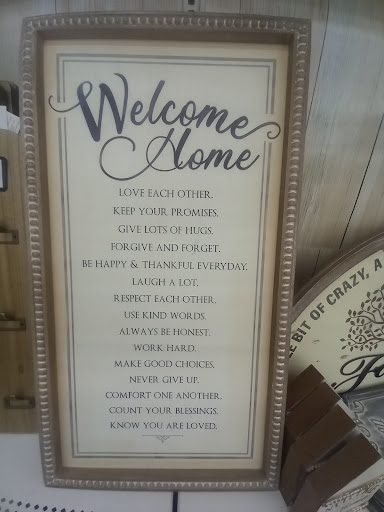 Welcome
Home
LOVE EACH OTHER.
KEEP YOUR PROMISES.
GIVE LOTS OF HUGS.
FORGIVE AND FORGET.
BE HAPPY & THANKFUL EVERYDAY.
LAUGH A LOT.
RESPECT EACH OTHER.
USE KIND WORDS.
ALWAYS BE HONEST.
WORK HARD.
MAKE GOOD CHOICES.
NEVER GIVE UP.
COMFORT ONE ANOTHER.
COUNT YOUR BLESSINGS.
KNOW YOU ARE LOVED.
BIT OF CRAZY, A